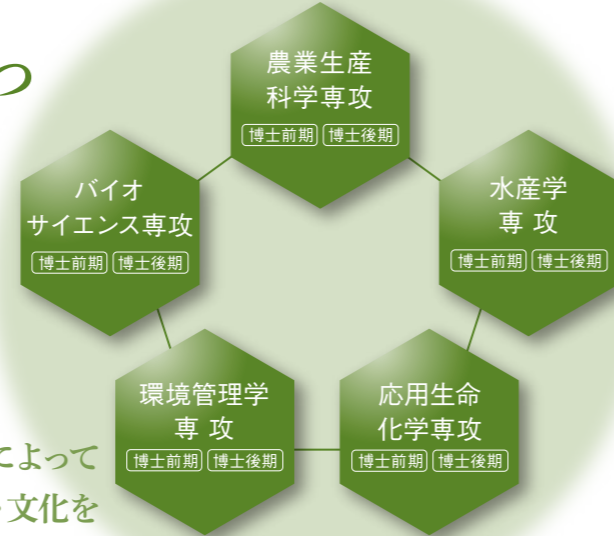 つ
農業生産
科学専攻
博士前期 博士後期
バイオ
サイエンス専攻
博士前期 博士後期
水産学
専 攻
博士前期 博士後期
環境管理学
専 攻
博士前期 博士後期
応用生命
化学専攻
博士前期 博士後期
によって
文化を